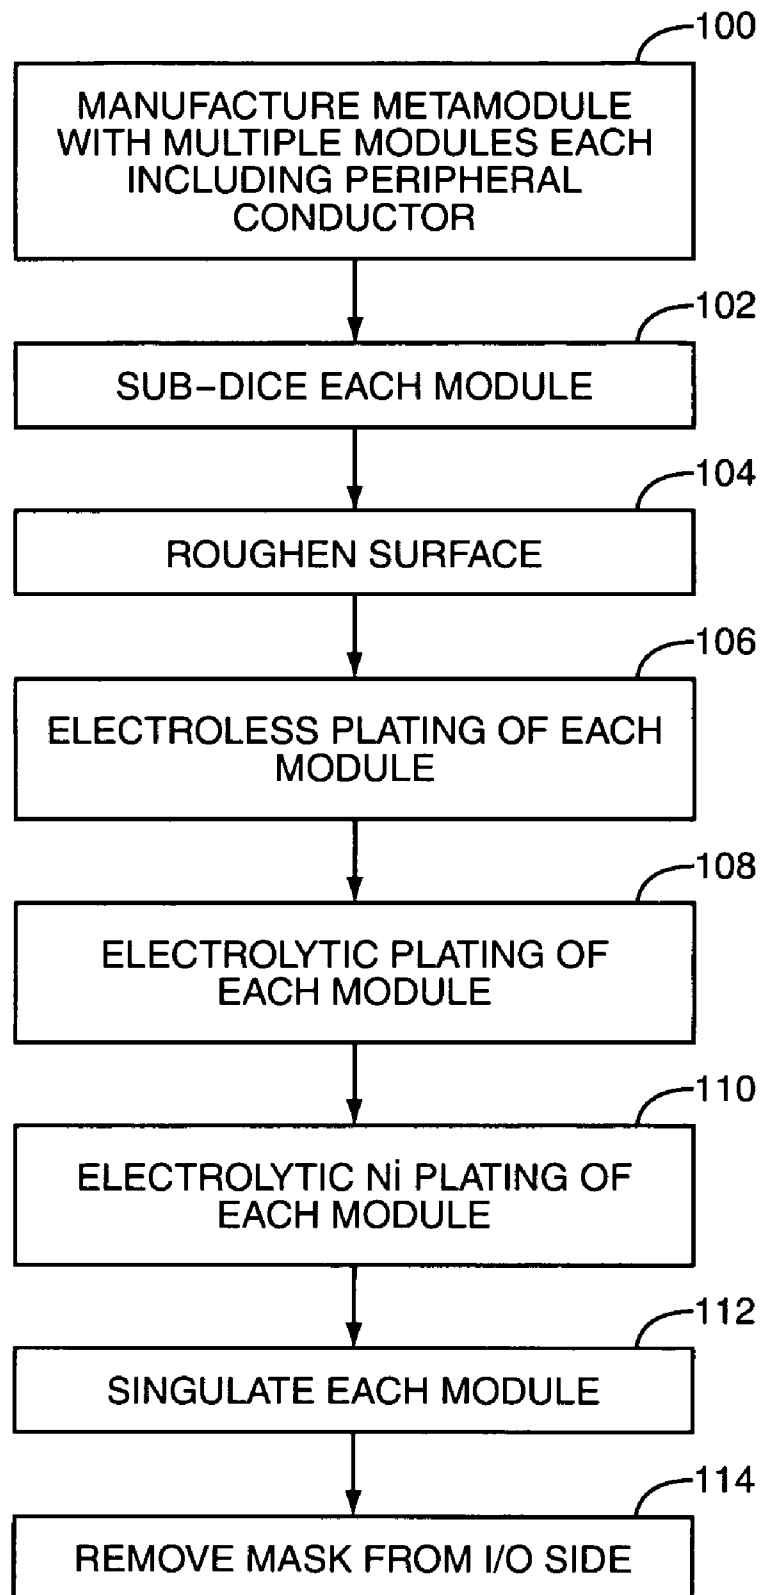 100
MANUFACTURE METAMODULE
WITH MULTIPLE MODULES EACH
INCLUDING PERIPHERAL
CONDUCTOR
102
SUB-DICE EACH MODULE
104
ROUGHEN SURFACE
106
ELECTROLESS PLATING OF EACH
MODULE
108
ELECTROLYTIC PLATING OF
EACH MODULE
110
ELECTROLYTIC Ni PLATING OF
EACH MODULE
112
SINGULATE EACH MODULE
114
REMOVE MASK FROM I/O SIDE